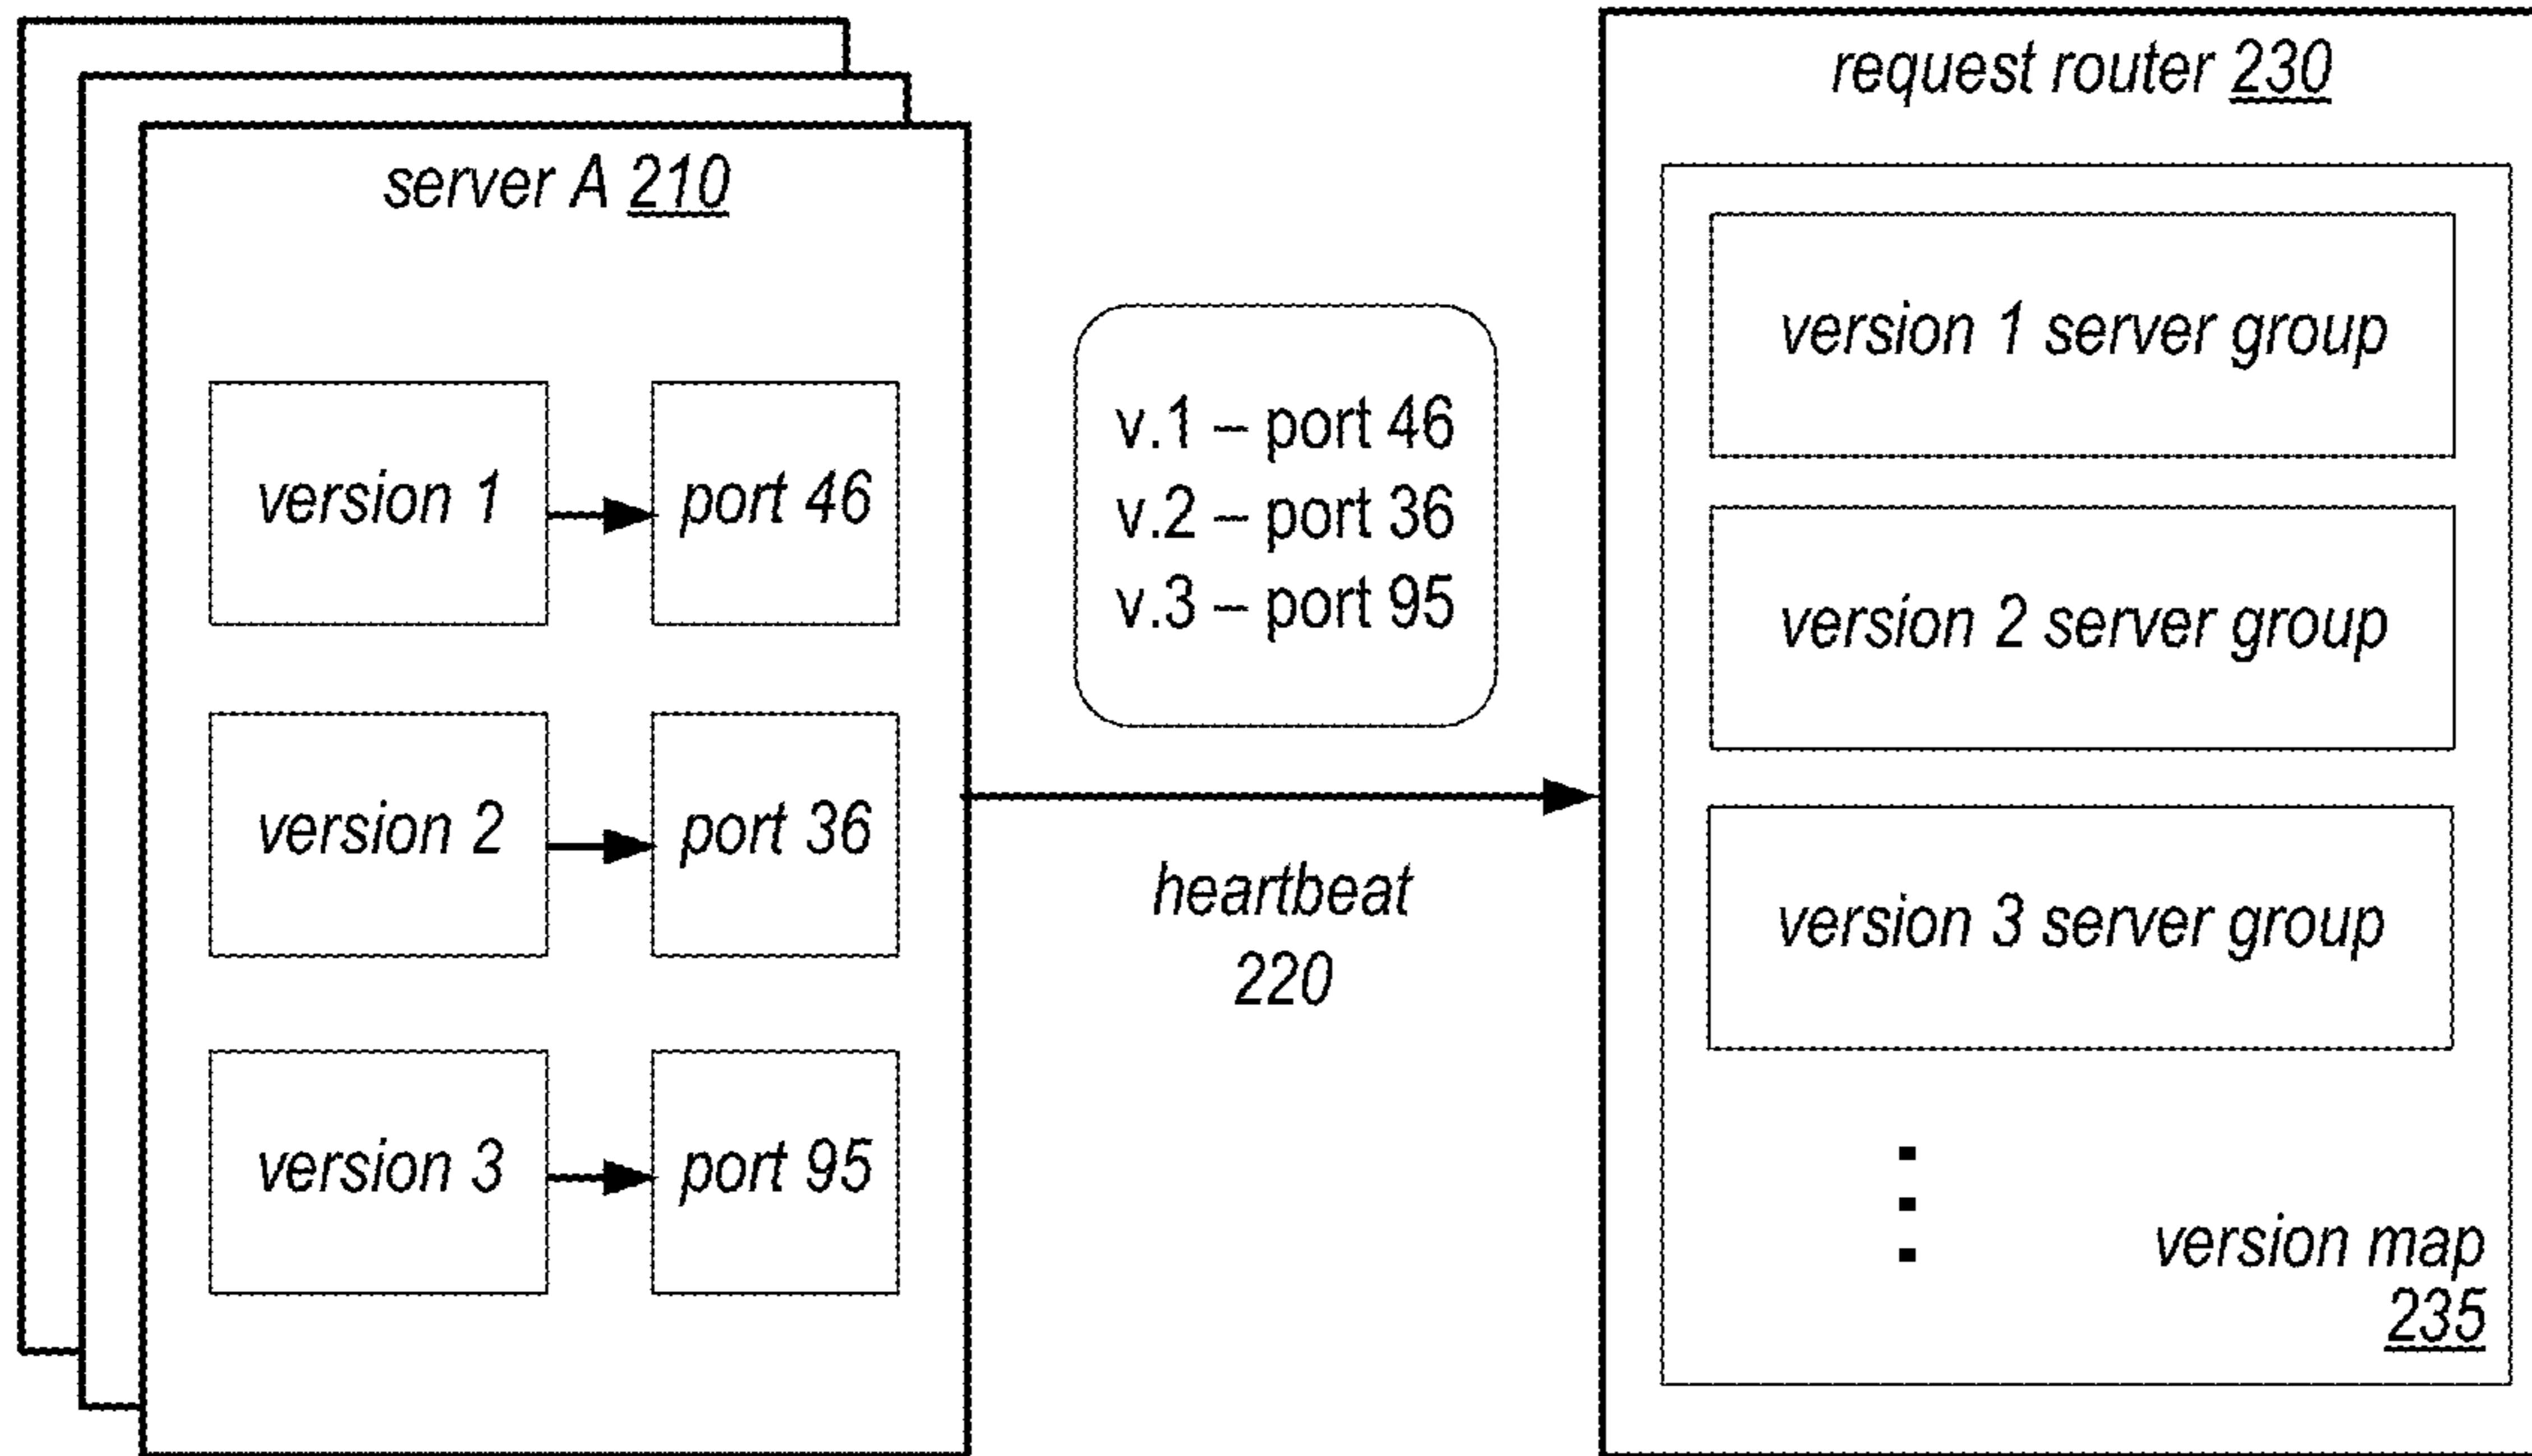 server A 210
version 1
port 46
version 2
port 36
version 3
port 95
v.1 – port 46
v.2 – port 36
v.3 – port 95
heartbeat
220
request router 230
version 1 server group
version 2 server group
version 3 server group
version map
235